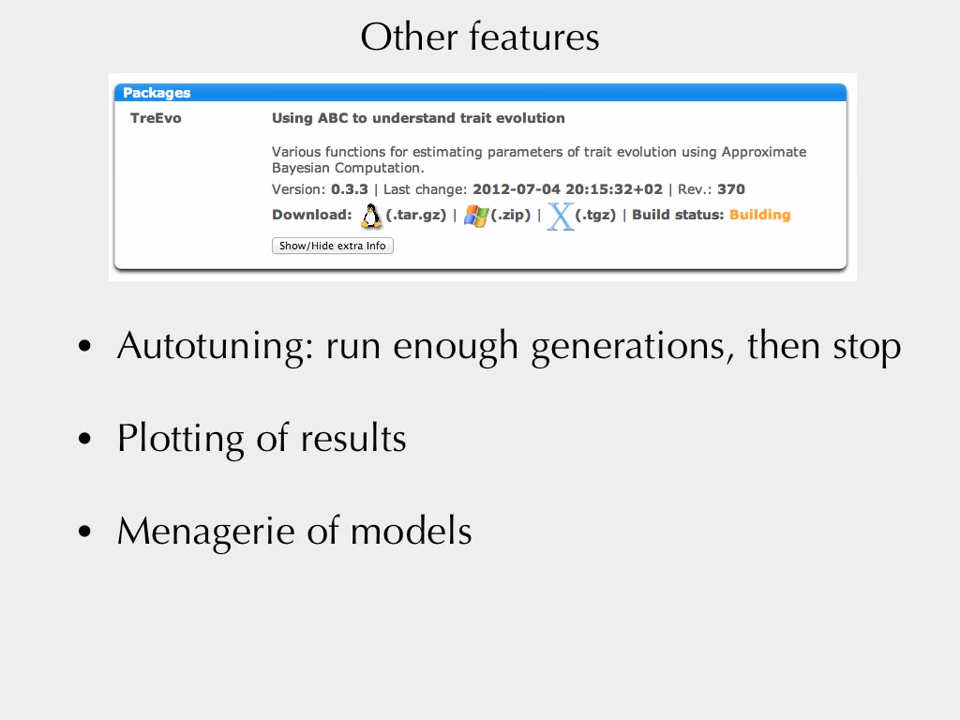 Other features
Packages
TreEvo
Using ABC to understand trait evolution
Various functions for estimating parameters of trait evolution using Approximate
Bayesian Computation.
Version: 0.3.3 | Last change: 2012-07-04 20:15:32+02 | Rev.: 370
Download: (.tar.gz) | (.zip) | X (.tgz) | Build status: Building
Show/Hide extra Info
• Autotuning: run enough generations, then stop
• Plotting of results
• Menagerie of models